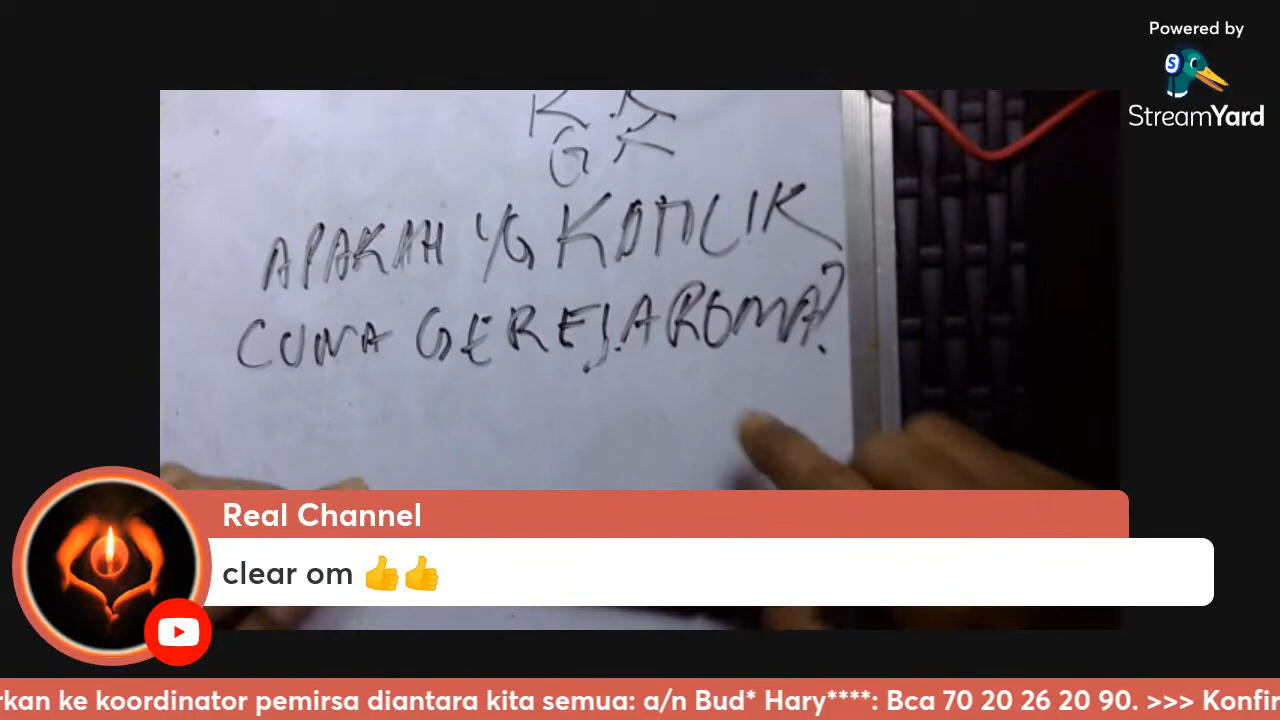 Powered by
StreamYard
K K
G K
APAKAH YG KATLIK
CUMA GEREJA ROMA?
Real Channel
clear om 👍👍
rkan ke koordinator pemirsa diantara kita semua: a/n Bud* Hary****: Bca 70 20 26 20 90. >>> Konfir